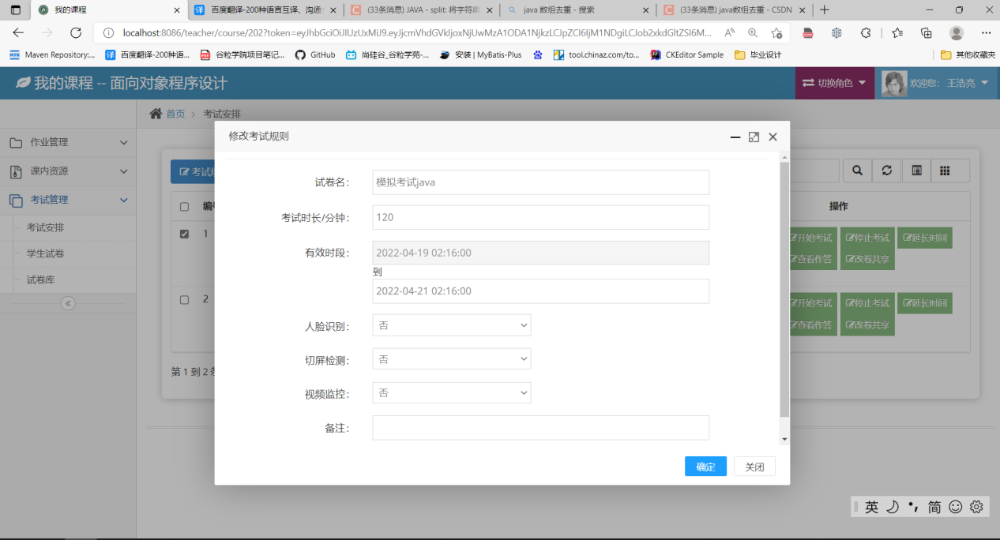 我的课程
百度翻译-200种语言互译、沟通
(33条消息) JAVA - split: 将字符串
java 数组去重 - 搜索
(33条消息) java数组去重 - CSDN
Maven Repository:...
百度翻译-200种语...
谷粒学院项目笔记...
GitHub
尚硅谷_谷粒学苑-...
安装 | MyBatis-Plus
tool.chinaz.com/to...
CKEditor Sample
毕业设计
其他收藏夹
我的课程 -- 面向对象程序设计
切换角色
欢迎您: 王浩亮
首页 > 考试安排
作业管理
课内资源
考试管理
考试安排
学生试卷
试卷库
考试规
编号
1
2
第 1 到 2 条
操作
开始考试 停止考试 延长时间
查看作答 改卷共享
开始考试 停止考试 延长时间
查看作答 改卷共享
修改考试规则
试卷名: 模拟考试java
考试时长/分钟: 120
有效时段: 2022-04-19 02:16:00
到
2022-04-21 02:16:00
人脸识别: 否
切屏检测: 否
视频监控: 否
备注:
确定 关闭
英 简